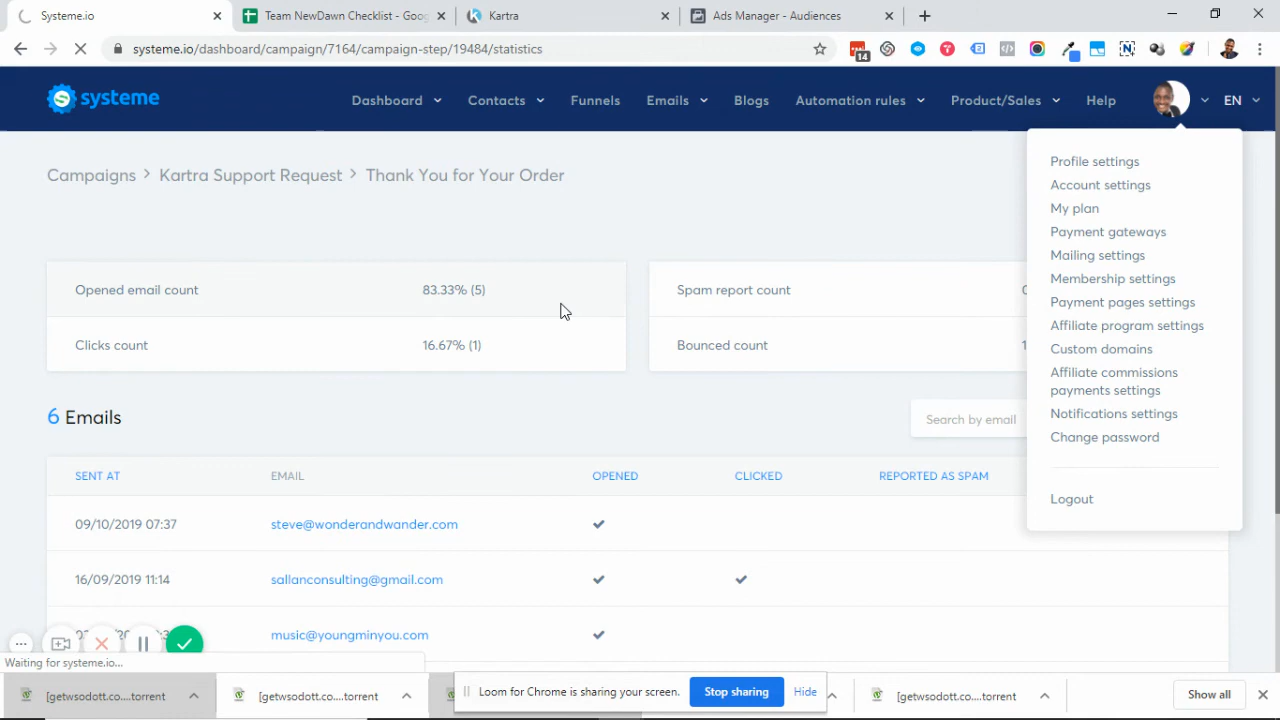 Systeme.io
Team NewDawn Checklist - Goog
Kartra
Ads Manager - Audiences
systeme.io/dashboard/campaign/7164/campaign-step/19484/statistics
14
systeme
Dashboard
Contacts
Funnels
Emails
Blogs
Automation rules
Product/Sales
Help
EN
Campaigns > Kartra Support Request > Thank You for Your Order
Profile settings
Account settings
My plan
Payment gateways
Mailing settings
Membership settings
Payment pages settings
Affiliate program settings
Custom domains
Affiliate commissions
payments settings
Notifications settings
Change password
Logout
Opened email count 83.33% (5)
Spam report count
Clicks count 16.67% (1)
Bounced count
6 Emails
Search by email
SENT AT EMAIL OPENED CLICKED REPORTED AS SPAM
09/10/2019 07:37 steve@wonderandwander.com
16/09/2019 11:14 sallanconsulting@gmail.com
music@youngminyou.com
Waiting for systeme.io...
[getwsodott.co....torrent
[getwsodott.co....torrent
Loom for Chrome is sharing your screen.
Stop sharing
Hide
[getwsodott.co....torrent
Show all